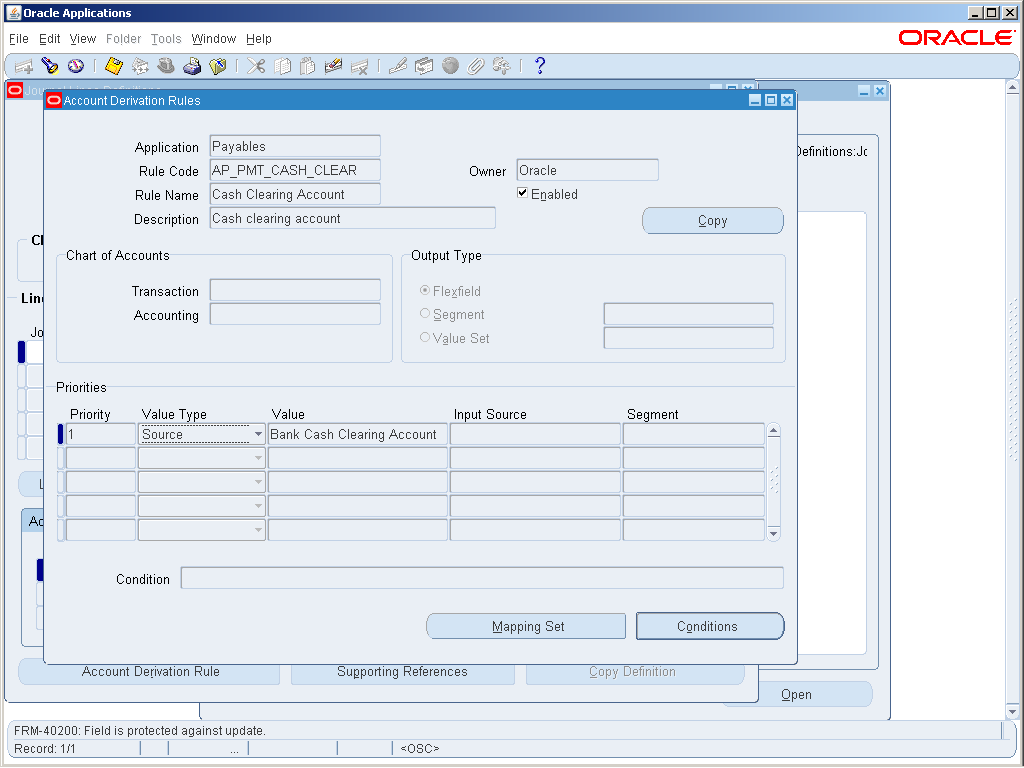 Oracle Applications
File Edit View Folder Tools Window Help
ORACLE
Account Derivation Rules
Application Payables
Definitions:Jo
Rule Code AP_PMT_CASH_CLEAR
Owner Oracle
Rule Name Cash Clearing Account
Enabled
Description Cash clearing account
Copy
Chart of Accounts
Output Type
Transaction
Flexfield
Accounting
Segment
Value Set
Priorities
Priority Value Type Value Input Source Segment
1 Source Bank Cash Clearing Account
Condition
Mapping Set Conditions
Account Derivation Rule Supporting References Copy Definition
Open
FRM-40200: Field is protected against update.
Record: 1/1 ... <OSC>